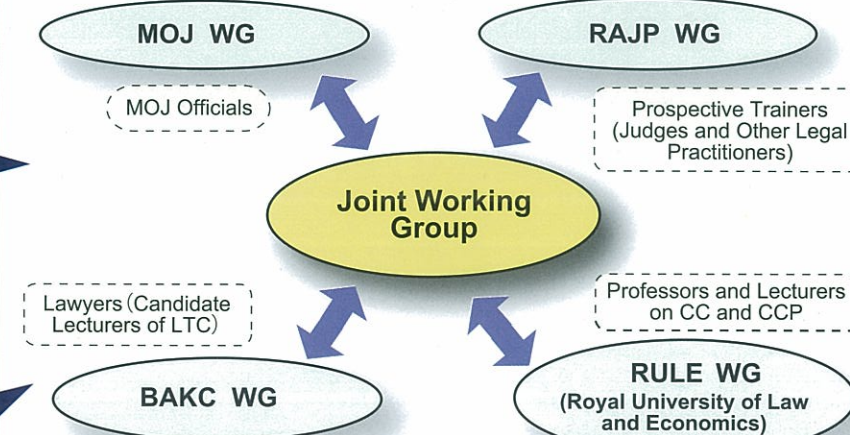 MOJ WG
RAJP WG
MOJ Officials
Prospective Trainers
(Judges and Other Legal
Practitioners)
Joint Working
Group
Lawyers (Candidate
Lecturers of LTC)
Professors and Lecturers
on CC and CCP
BAKC WG
RULE WG
(Royal University of Law
and Economics)